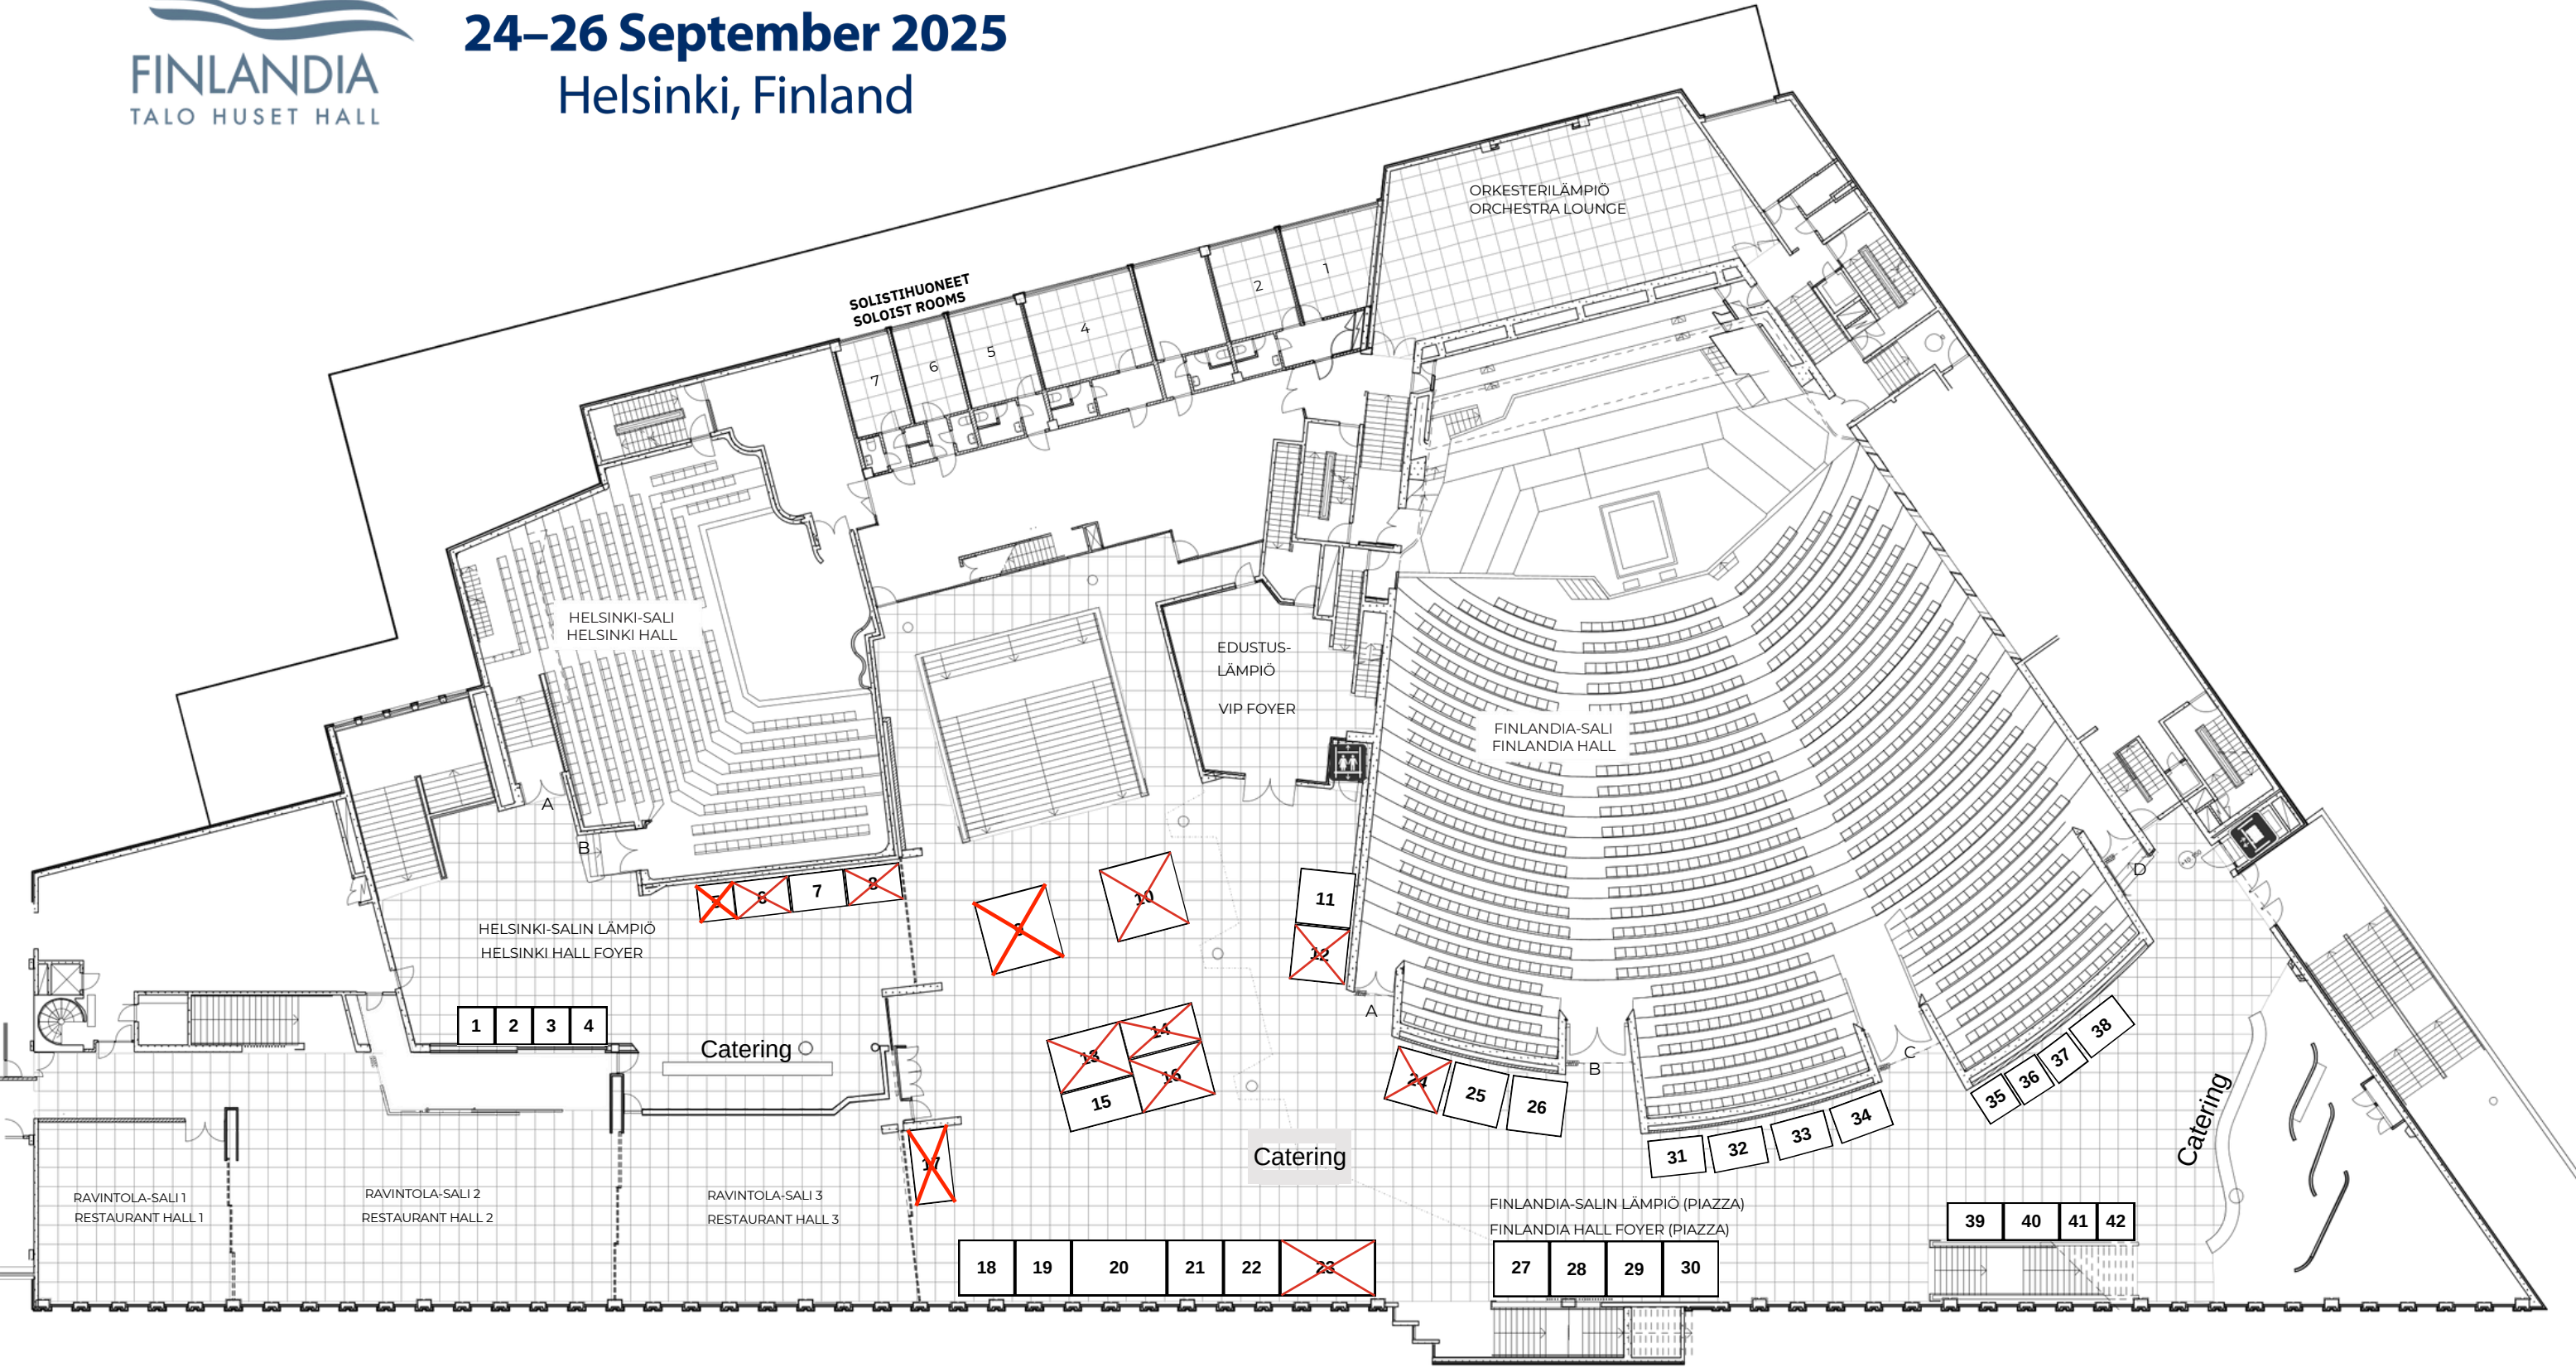 FINLANDIA
TALO HUSET HALL
24–26 September 2025
Helsinki, Finland
ORKESTERILÄMPIÖ
ORCHESTRA LOUNGE
SOLISTIHUONEET
SOLOIST ROOMS
7
6
5
4
2
1
HELSINKI-SALI
HELSINKI HALL
EDUSTUS-
LÄMPIÖ
VIP FOYER
FINLANDIA-SALI
FINLANDIA HALL
A
B
5
6
7
8
9
10
11
12
HELSINKI-SALIN LÄMPIÖ
HELSINKI HALL FOYER
1
2
3
4
Catering
13
14
15
16
17
A
B
C
D
24
25
26
31
32
33
34
35
36
37
38
Catering
Catering
RAVINTOLA-SALI 1
RESTAURANT HALL 1
RAVINTOLA-SALI 2
RESTAURANT HALL 2
RAVINTOLA-SALI 3
RESTAURANT HALL 3
FINLANDIA-SALIN LÄMPIÖ (PIAZZA)
FINLANDIA HALL FOYER (PIAZZA)
18
19
20
21
22
23
27
28
29
30
39
40
41
42